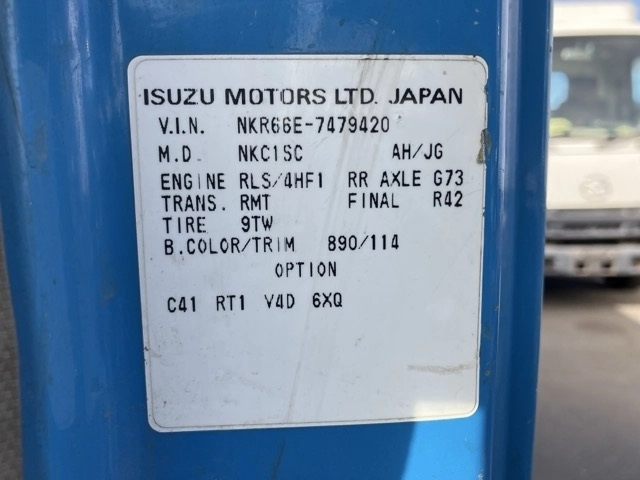 ISUZU MOTORS LTD. JAPAN
V.I.N. NKR66E-7479420
M.D. NKC1SC AH/JG
ENGINE RLS/4HF1 RR AXLE G73
TRANS. RMT FINAL R42
TIRE 9TW
B.COLOR/TRIM 890/114
OPTION
C41 RT1 V4D 6XQ